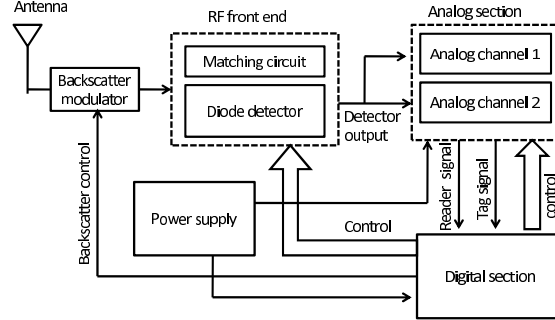 Antenna
RF front end
Analog section
Matching circuit
Analog channel 1
Backscatter
modulator
Diode detector
Analog channel 2
Detector
output
Backscatter control
Power supply
Control
Reader signal
Tag signal
control
Digital section